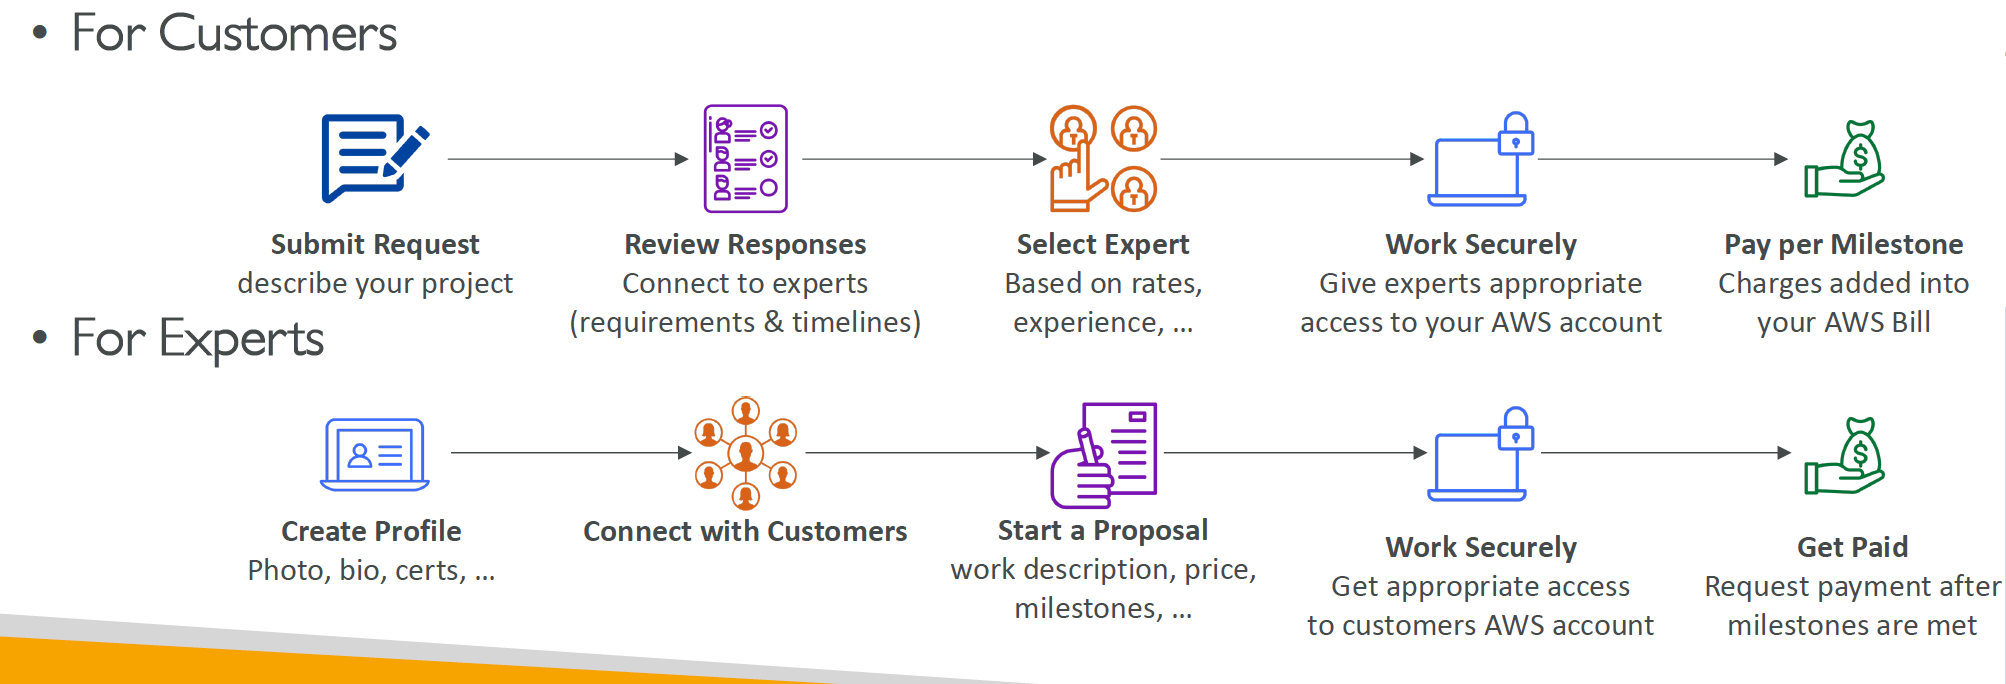 • For Customers
Submit Request
describe your project
Review Responses
Connect to experts
(requirements & timelines)
Select Expert
Based on rates,
experience, ...
Work Securely
Give experts appropriate
access to your AWS account
Pay per Milestone
Charges added into
your AWS Bill
• For Experts
Create Profile
Photo, bio, certs, ...
Connect with Customers
Start a Proposal
work description, price,
milestones, ...
Work Securely
Get appropriate access
to customers AWS account
Get Paid
Request payment after
milestones are met